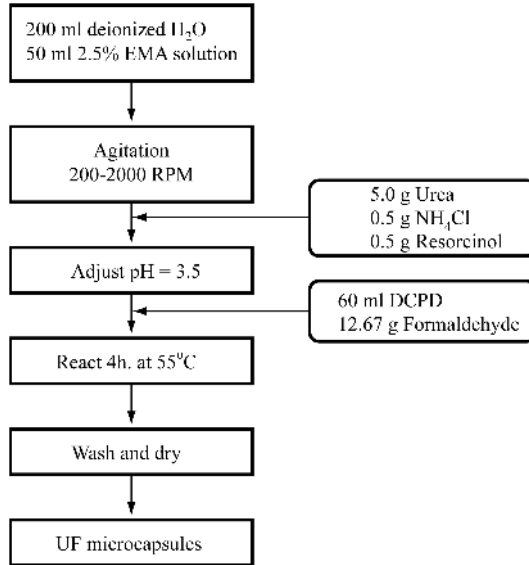 200 ml deionized H₂O
50 ml 2.5% EMA solution
Agitation
200-2000 RPM
5.0 g Urea
0.5 g NH₄Cl
0.5 g Resorcinol
Adjust pH = 3.5
60 ml DCPD
12.67 g Formaldehyde
React 4h. at 55⁰C
Wash and dry
UF microcapsules